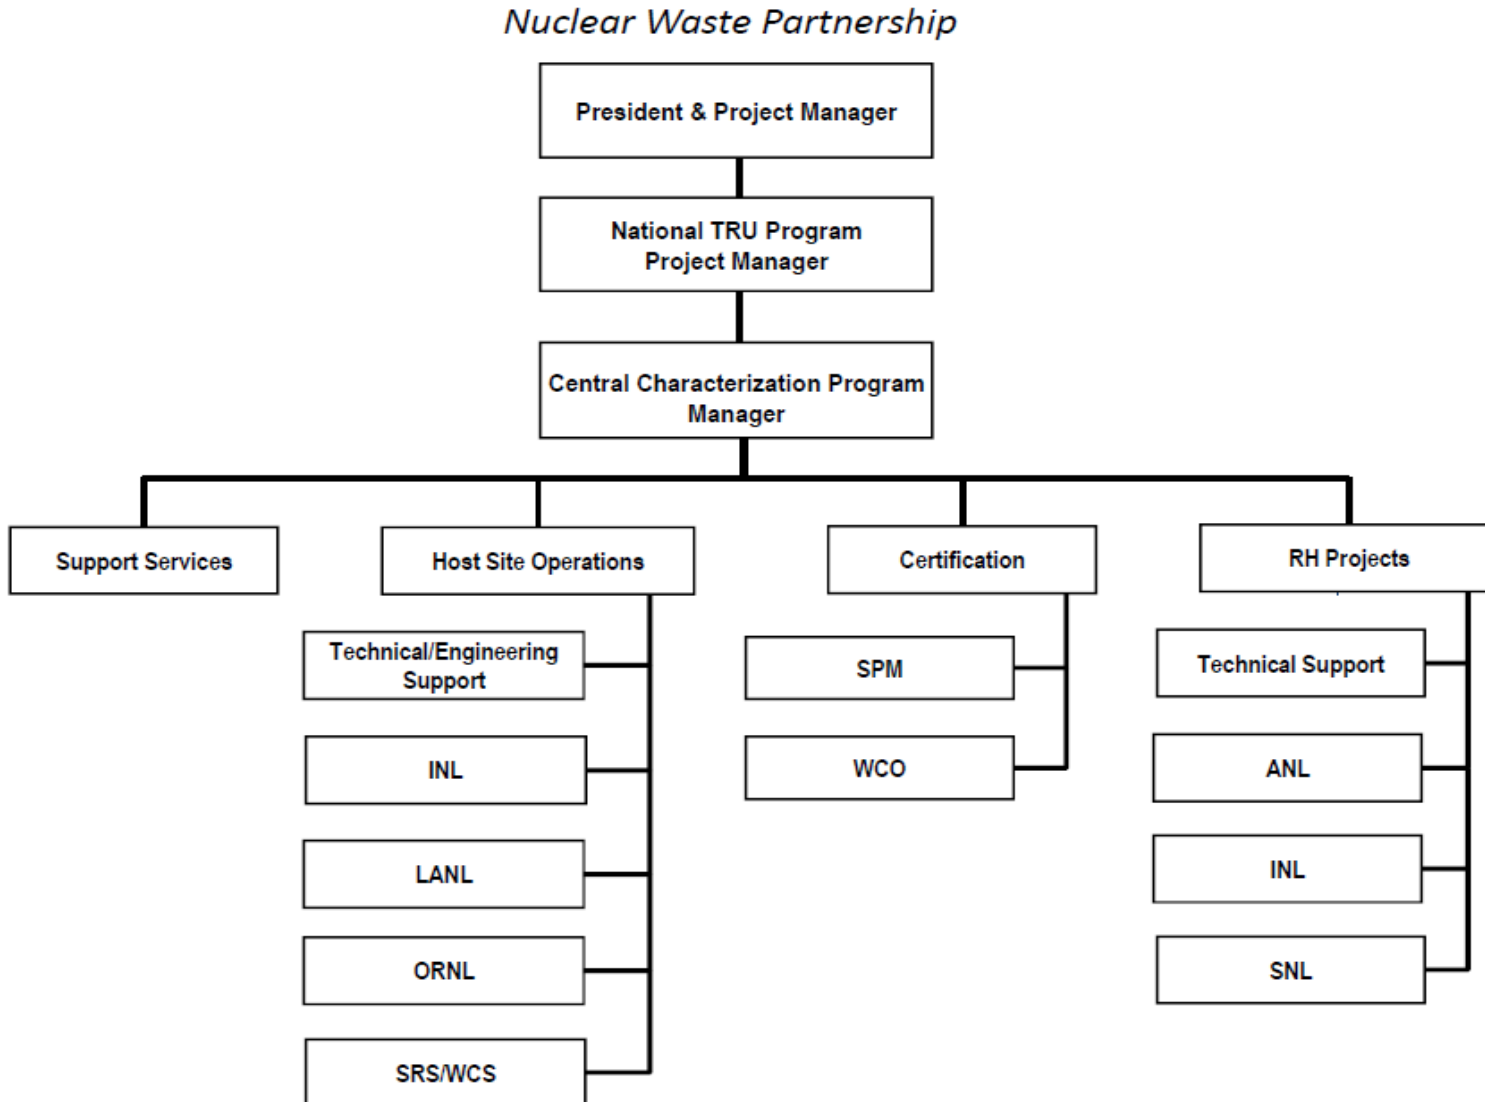 Nuclear Waste Partnership
President & Project Manager
National TRU Program
Project Manager
Central Characterization Program
Manager
Support Services
Host Site Operations
Certification
RH Projects
Technical/Engineering
Support
INL
LANL
ORNL
SRS/WCS
SPM
WCO
Technical Support
ANL
INL
SNL